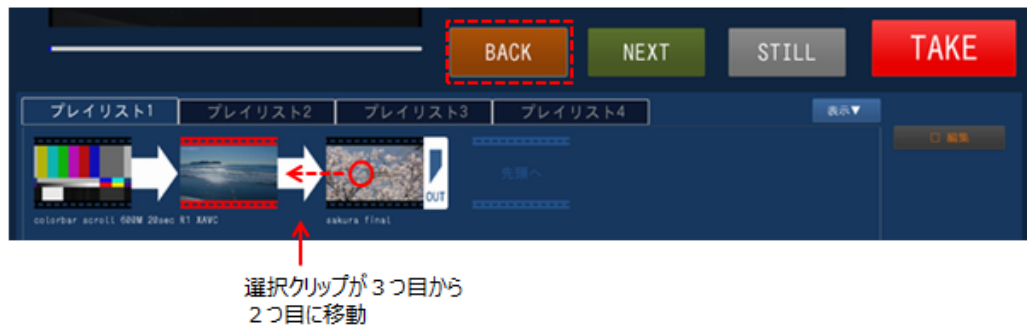 BACK
NEXT
STILL
TAKE
プレイリスト1
プレイリスト2
プレイリスト3
プレイリスト4
表示▼
編集
先頭へ
OUT
colorbar scroll 600M 20sec R1 XAVC
sakura final
選択クリップが３つ目から
２つ目に移動